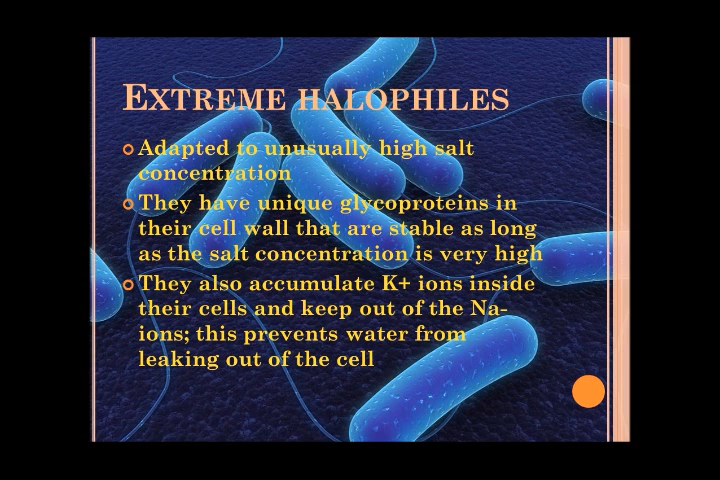 EXTREME HALOPHILES
Adapted to unusually high salt
concentration
They have unique glycoproteins in
their cell wall that are stable as long
as the salt concentration is very high
They also accumulate K+ ions inside
their cells and keep out of the Na-
ions; this prevents water from
leaking out of the cell